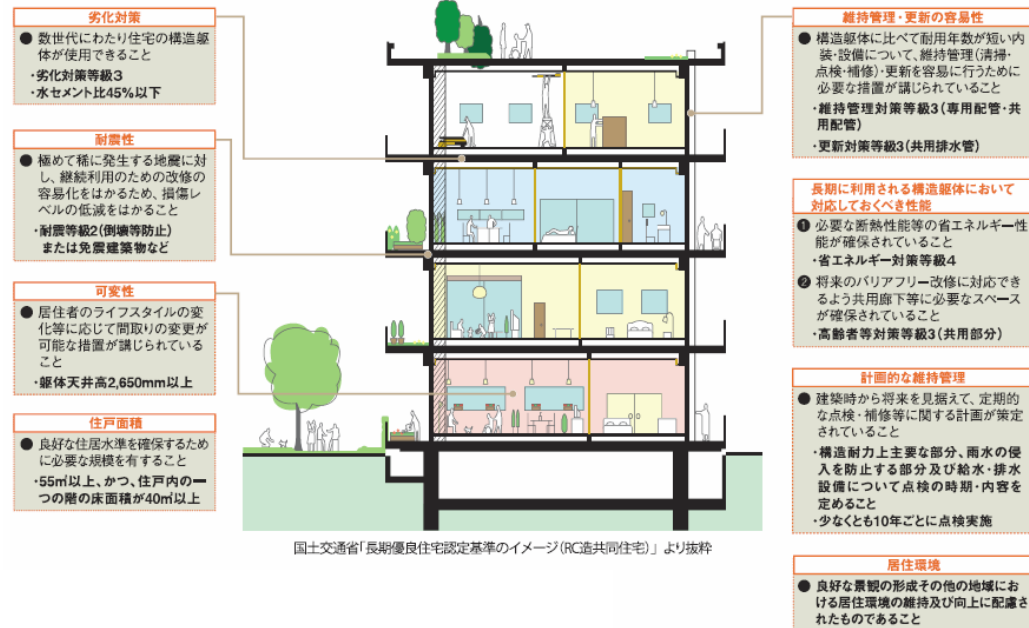 劣化対策
● 数世代にわたり住宅の構造躯
体が使用できること
・劣化対策等級3
・水セメント比45%以下
耐震性
● 極めて稀に発生する地震に対
し、継続利用のための改修の
容易化をはかるため、損傷レ
ベルの低減をはかること
・耐震等級2(倒壊等防止)
または免震建築物など
可変性
● 居住者のライフスタイルの変
化等に応じて間取りの変更が
可能な措置が講じられている
こと
・躯体天井高2,650mm以上
住戸面積
● 良好な住居水準を確保するため
に必要な規模を有すること
・55㎡以上、かつ、住戸内の一
つの階の床面積が40㎡以上
維持管理・更新の容易性
● 構造躯体に比べて耐用年数が短い内
装・設備について、維持管理(清掃・
点検・補修)・更新を容易に行うために
必要な措置が講じられていること
・維持管理対策等級3(専用配管・共
用配管)
・更新対策等級3(共用排水管)
長期に利用される構造躯体において
対応しておくべき性能
❶ 必要な断熱性能等の省エネルギー性
能が確保されていること
・省エネルギー対策等級4
❷ 将来のバリアフリー改修に対応でき
るよう共用廊下等に必要なスペース
が確保されていること
・高齢者等対策等級3(共用部分)
計画的な維持管理
● 建築時から将来を見据えて、定期的
な点検・補修等に関する計画が策定
されていること
・構造耐力上主要な部分、雨水の侵
入を防止する部分及び給水・排水
設備について点検の時期・内容を
定めること
・少なくとも10年ごとに点検実施
居住環境
● 良好な景観の形成その他の地域にお
ける居住環境の維持及び向上に配慮さ
れたものであること
国土交通省「長期優良住宅認定基準のイメージ(RC造共同住宅)」より抜粋